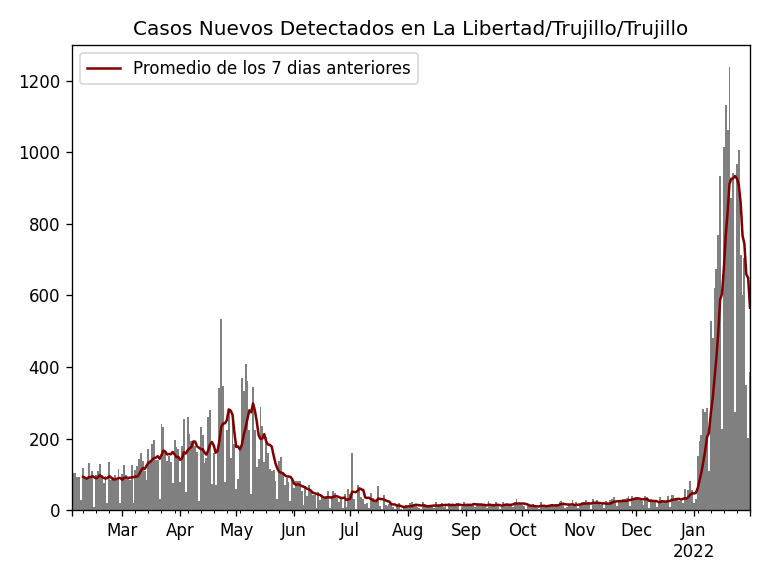 Casos Nuevos Detectados en La Libertad/Trujillo/Trujillo
Promedio de los 7 dias anteriores
1200
1000
800
600
400
200
0
Mar Apr May Jun Jul Aug Sep Oct Nov Dec Jan
2022